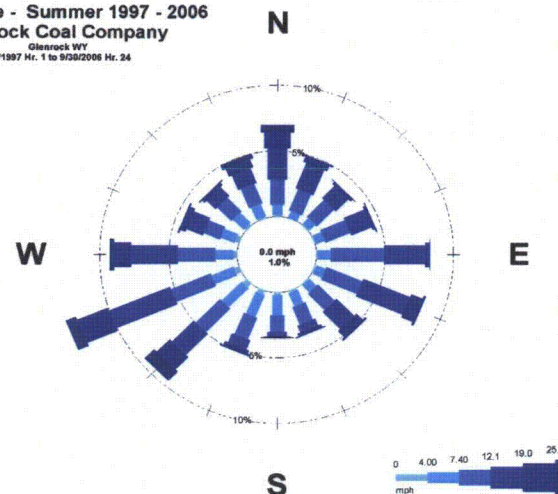 - Summer 1997 - 2006
ock Coal Company
Glenrock WY
/1997 Hr. 1 to 9/30/2006 Hr. 24
N
10%
5%
W
0.0 mph
1.0%
E
5%
10%
S
0 4.00 7.40 12.1 19.0 25.
mph